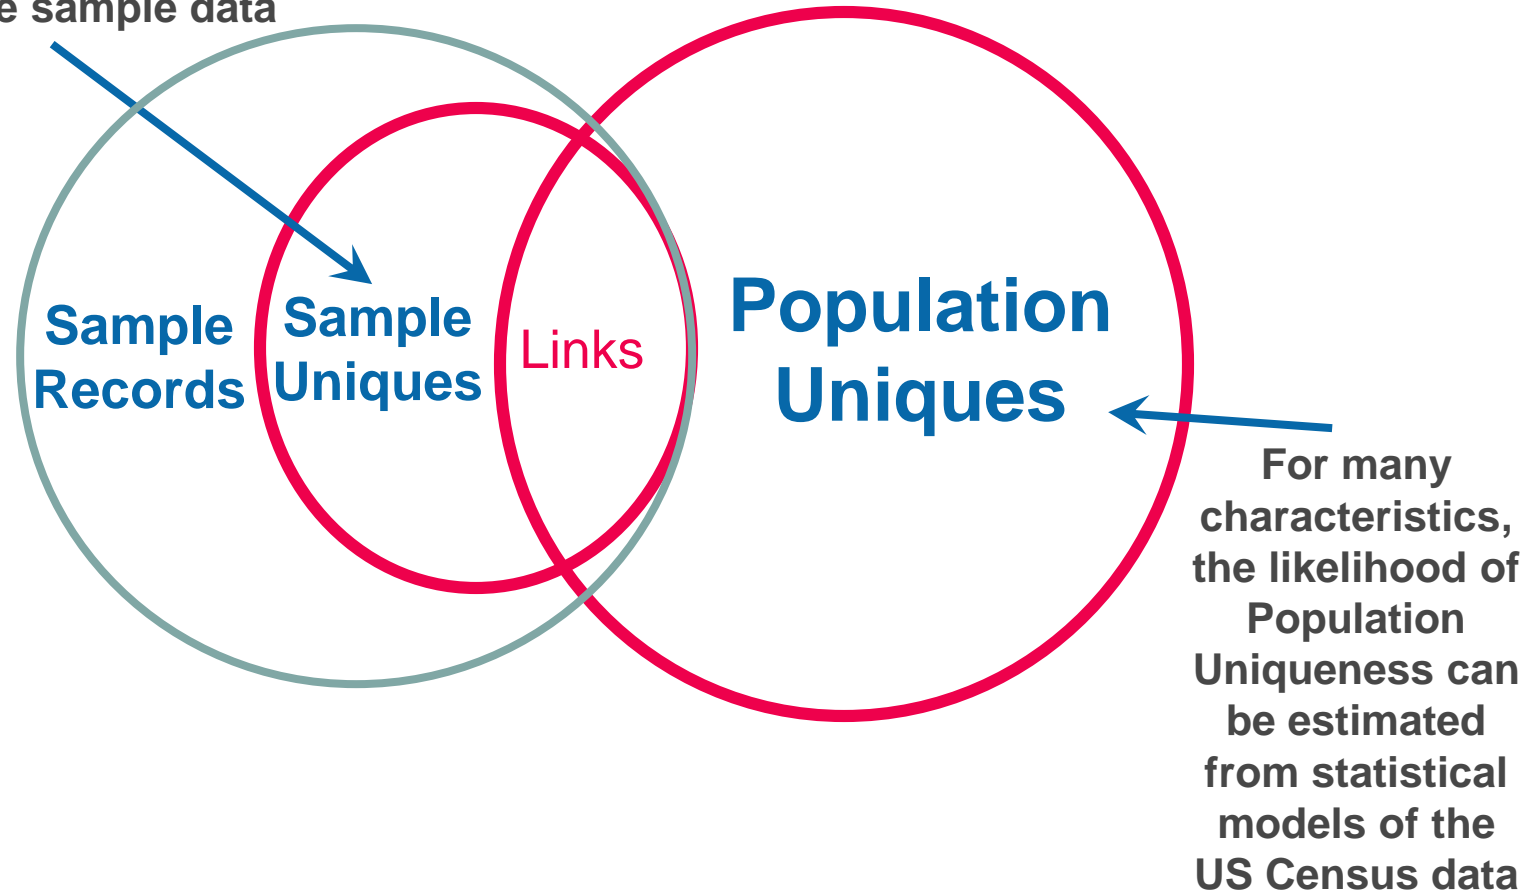 sample data
Sample
Records
Sample
Uniques
Links
Population
Uniques
For many
characteristics,
the likelihood of
Population
Uniqueness can
be estimated
from statistical
models of the
US Census data